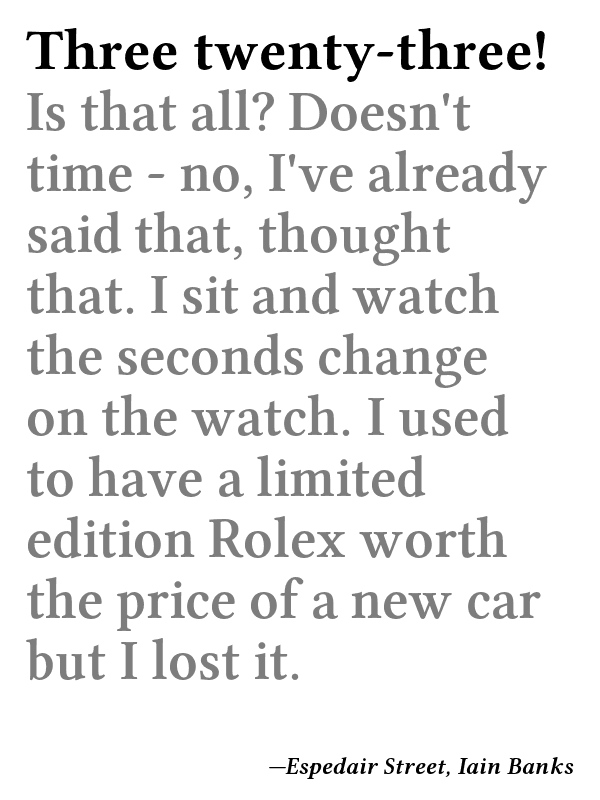 Three twenty-three!
Is that all? Doesn't
time - no, I've already
said that, thought
that. I sit and watch
the seconds change
on the watch. I used
to have a limited
edition Rolex worth
the price of a new car
but I lost it.
—Espedair Street, Iain Banks